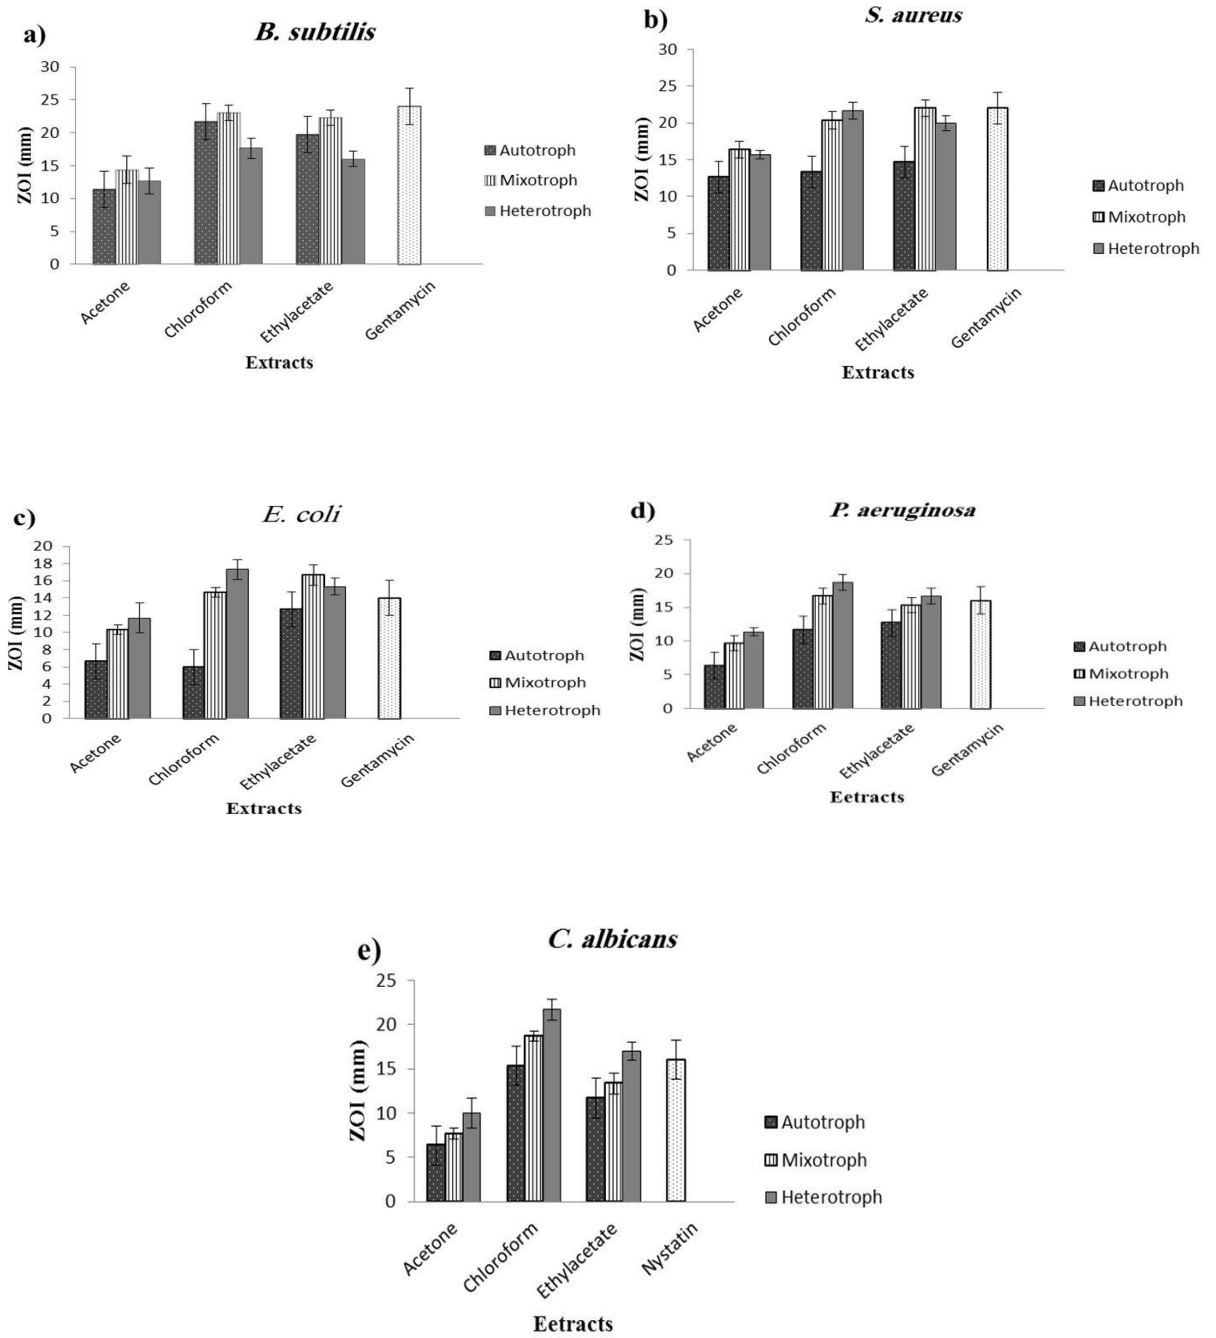 a)
B. subtilis
ZOI (mm)
30
25
20
15
10
5
0
Acetone
Chloroform
Ethylacetate
Gentamycin
Extracts
Autotroph
Mixotroph
Heterotroph
b)
S. aureus
ZOI (mm)
30
25
20
15
10
5
0
Acetone
Chloroform
Ethylacetate
Gentamycin
Extracts
Autotroph
Mixotroph
Heterotroph
c)
E. coli
ZOI (mm)
20
18
16
14
12
10
8
6
4
2
0
Acetone
Chloroform
Ethylacetate
Gentamycin
Extracts
Autotroph
Mixotroph
Heterotroph
d)
P. aeruginosa
ZOI (mm)
25
20
15
10
5
0
Acetone
Chloroform
Ethylacetate
Gentamycin
Eetracts
Autotroph
Mixotroph
Heterotroph
e)
C. albicans
ZOI (mm)
25
20
15
10
5
0
Acetone
Chloroform
Ethylacetate
Nystatin
Eetracts
Autotroph
Mixotroph
Heterotroph